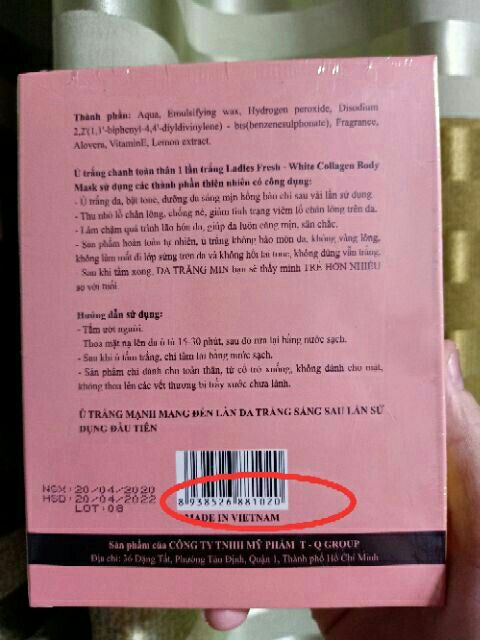 Thành phần: Aqua, Emulsifying wax, Hydrogen peroxide, Disodium
2,2'(1,1'-biphenyl-4,4'-diyldivioylene) - bis(benzenesulphonate), Fragrance,
Alovera, VitaminE, Lemon extract.
Ủ trắng chanh toàn thân 1 lần trắng Ladies Fresh - White Collagen Body
Mask sử dụng các thành phần thiên nhiên có công dụng:
- Ủ trắng da, bật tone, dưỡng da sáng mịn hồng hào chỉ sau vài lần sử dụng.
- Thu nhỏ lỗ chân lông, chống nẻ, giảm tình trạng viêm lỗ chân lông trên da.
- Làm chậm quá trình lão hóa da, giúp da luôn căng mịn, săn chắc.
- Sản phẩm hoàn toàn tự nhiên, ủ trắng không bào mòn da, không vàng lông,
không làm mất đi lớp sừng trên da và không hôi tai tone, không dùng vẫn trắng.
- Sau khi tắm xong, DA TRẮNG MỊN bạn sẽ thấy mình TRẺ HƠN NHIỀU
so với tuổi
Hướng dẫn sử dụng:
- Tắm ướt người.
Thoa mặt nạ lên da ủ từ 15-30 phút, sau đó rửa lại bằng nước sạch.
- Sau khi ủ tắm trắng, chỉ tắm lại bằng nước sạch.
- Sản phẩm chỉ dành cho toàn thân, từ cổ trở xuống, không dành cho mặt,
không thoa lên các vết thương bị trầy xước chưa lành.
Ủ TRẮNG MẠNH MANG ĐẾN LÀN DA TRẮNG SÁNG SAU LẦN SỬ
DỤNG ĐẦU TIÊN
NSX: 20/04/2020
HSD: 20/04/2022
LOT: 08
8 938526 881020
MADE IN VIETNAM
Sản phẩm của CÔNG TY TNHH MỸ PHẨM T - Q GROUP
Địa chỉ: 36 Đặng Tất, Phường Tân Định, Quận 1, Thành phố Hồ Chí Minh